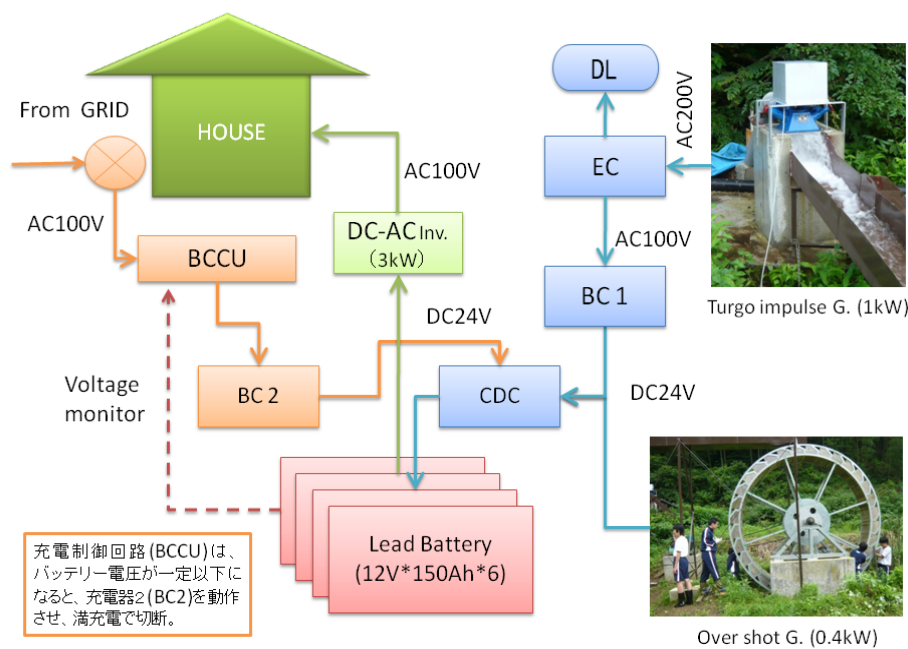 From GRID
HOUSE
DL
AC200V
EC
AC100V
AC100V
DC-AC Inv.
(3kW)
AC100V
BCCU
BC 1
Turgo impulse G. (1kW)
DC24V
Voltage
monitor
BC 2
CDC
DC24V
Lead Battery
(12V*150Ah*6)
充電制御回路(BCCU)は、
バッテリー電圧が一定以下に
なると、充電器2(BC2)を動作
させ、満充電で切断。
Over shot G. (0.4kW)